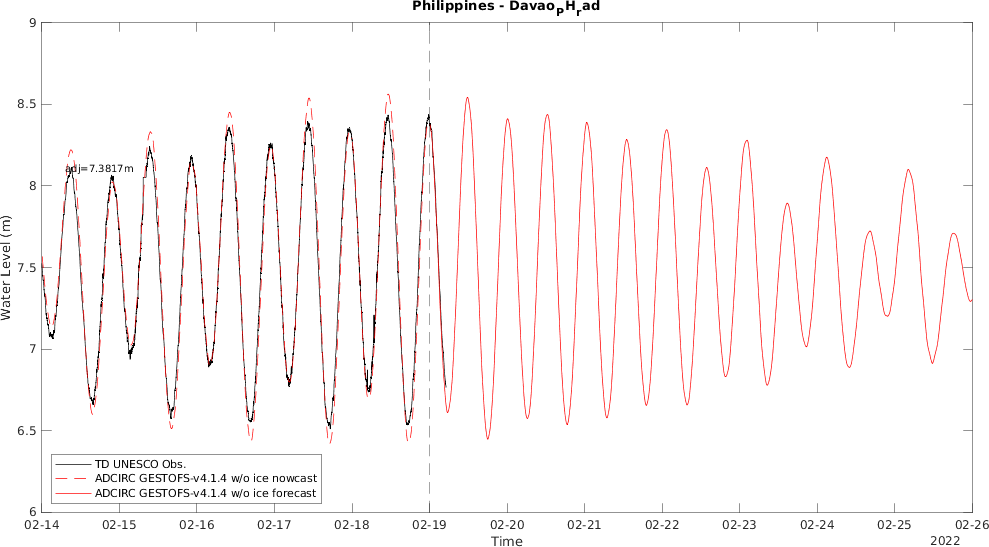 Philippines - Davao_pH_rad
9
8.5
8
7.5
7
6.5
6
Water Level (m)
adj=7.3817m
TD UNESCO Obs.
ADCIRC GESTOFS-v4.1.4 w/o ice nowcast
ADCIRC GESTOFS-v4.1.4 w/o ice forecast
02-14 02-15 02-16 02-17 02-18 02-19 02-20 02-21 02-22 02-23 02-24 02-25 02-26
Time
2022